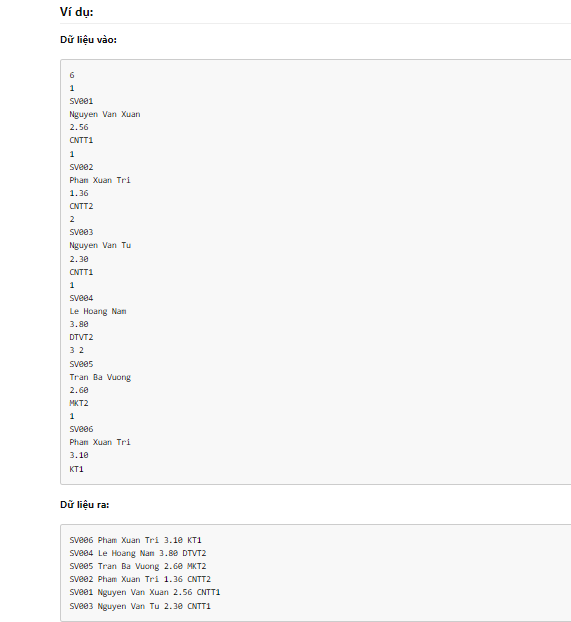 Ví dụ:
Dữ liệu vào:
6
1
SV001
Nguyen Van Xuan
2.56
CNTT1
1
SV002
Pham Xuan Tri
1.36
CNTT2
2
SV003
Nguyen Van Tu
2.30
CNTT1
1
SV004
Le Hoang Nam
3.80
DTVT2
3 2
SV005
Tran Ba Vuong
2.60
MKT2
1
SV006
Pham Xuan Tri
3.10
KT1
Dữ liệu ra:
SV006 Pham Xuan Tri 3.10 KT1
SV004 Le Hoang Nam 3.80 DTVT2
SV005 Tran Ba Vuong 2.60 MKT2
SV002 Pham Xuan Tri 1.36 CNTT2
SV001 Nguyen Van Xuan 2.56 CNTT1
SV003 Nguyen Van Tu 2.30 CNTT1